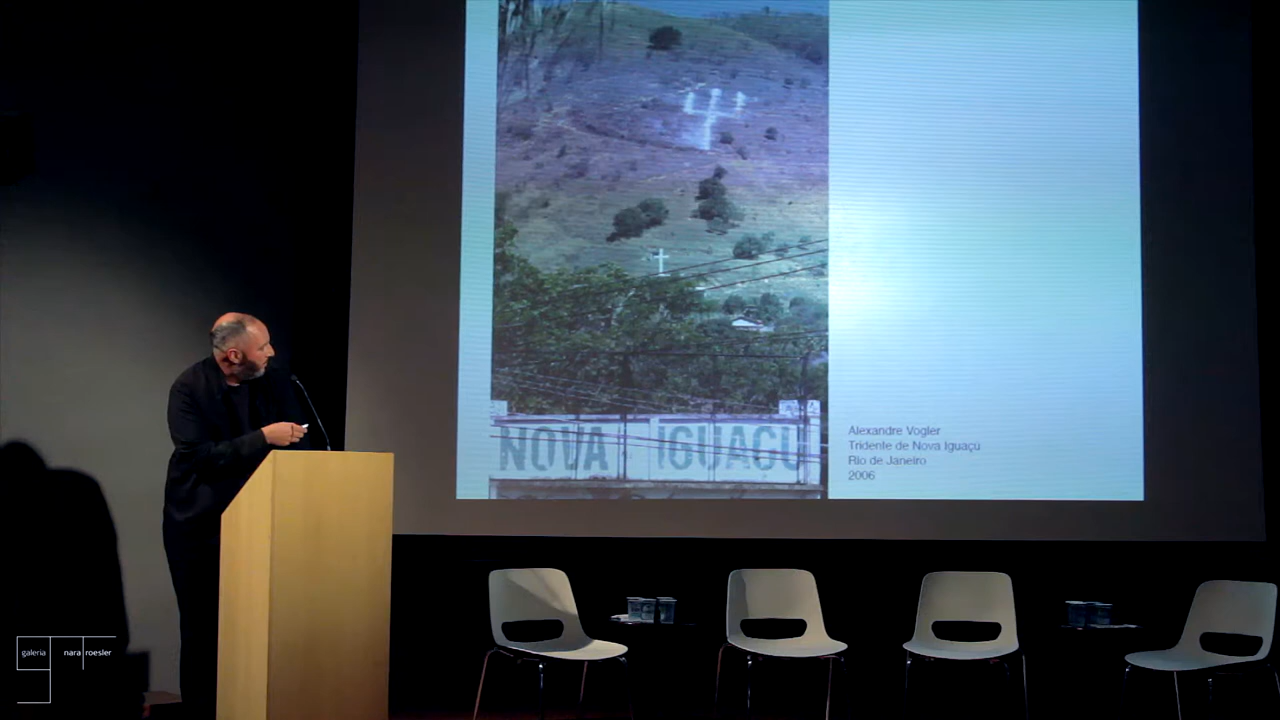 NOVA IGUAÇU
Alexandre Vogler
Tridente de Nova Iguaçu
Rio de Janeiro
2006
galeria nara roesler